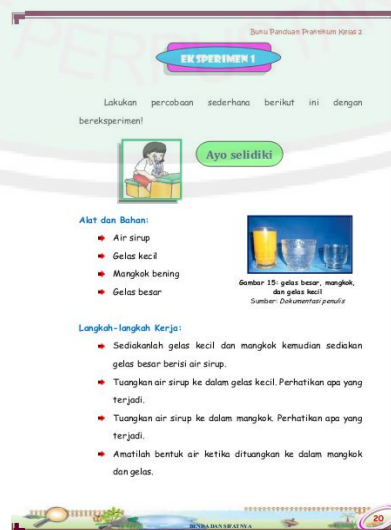 Buku Panduan Praktikum Kelas 2
EKSPERIMEN 1
Lakukan percobaan sederhana berikut ini dengan
bereksperimen!
Ayo selidiki
Alat dan Bahan:
Air sirup
Gelas kecil
Mangkok bening
Gelas besar
Gambar 15: gelas besar, mangkok,
dan gelas kecil
Sumber: Dokumentasi penulis
Langkah-langkah Kerja:
Sediakanlah gelas kecil dan mangkok kemudian sediakan
gelas besar berisi air sirup.
Tuangkan air sirup ke dalam gelas kecil. Perhatikan apa yang
terjadi.
Tuangkan air sirup ke dalam mangkok. Perhatikan apa yang
terjadi.
Amatilah bentuk air ketika dituangkan ke dalam mangkok
dan gelas.
BENDA DAN SIFATNYA
20